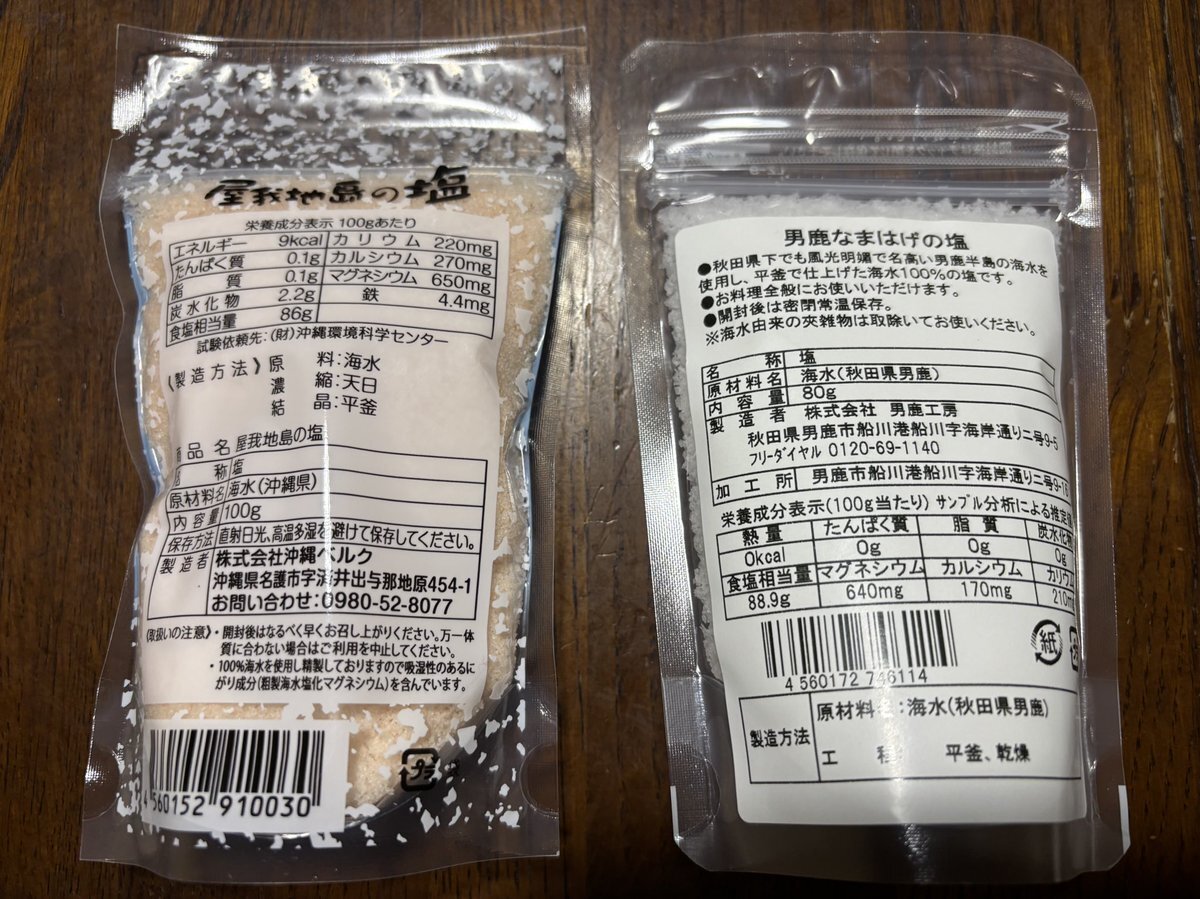 屋我地島の塩
栄養成分表示 100gあたり
エネルギー 9kcal カリウム 220mg
たんぱく質 0.1g カルシウム 270mg
脂質 0.1g マグネシウム 650mg
炭水化物 2.2g 鉄 4.4mg
食塩相当量 86g
試験依頼先:(財)沖縄環境科学センター
《製造方法》原 料:海水
濃 縮:天日
結 晶:平釜
商品名 屋我地島の塩
名称 塩
原材料名 海水(沖縄県)
内容量 100g
保存方法 直射日光、高温多湿を避けて保存してください。
製造者 株式会社沖縄ベルク
沖縄県名護市字済井出与那地原454-1
お問い合わせ:0980-52-8077
《取扱いの注意》・開封後はなるべく早くお召し上がりください。万一体
質に合わない場合はご利用を中止してください。
・100%海水を使用し精製しておりますので吸湿性のあるに
がり成分(粗製海水塩化マグネシウム)を含んでいます。
4560152 910030
プラ
男鹿なまはげの塩
●秋田県下でも風光明媚で名高い男鹿半島の海水を
使用し、平釜で仕上げた海水100%の塩です。
●お料理全般にお使いいただけます。
●開封後は密閉常温保存。
※海水由来の夾雑物は取除いてお使いください。
名称 塩
原材料名 海水(秋田県男鹿)
内容量 80g
製造者 株式会社 男鹿工房
秋田県男鹿市船川港船川字海岸通り二号9-5
フリーダイヤル 0120-69-1140
加工所 男鹿市船川港船川字海岸通り二号9-16
栄養成分表示(100g当たり) サンプル分析による推定値
熱量 たんぱく質 脂質 炭水化物
0kcal 0g 0g 0g
食塩相当量 マグネシウム カルシウム カリウム
88.9g 640mg 170mg 210mg
4 560172 746114
紙
製造方法 原材料名:海水(秋田県男鹿)
工 程 平釜、乾燥